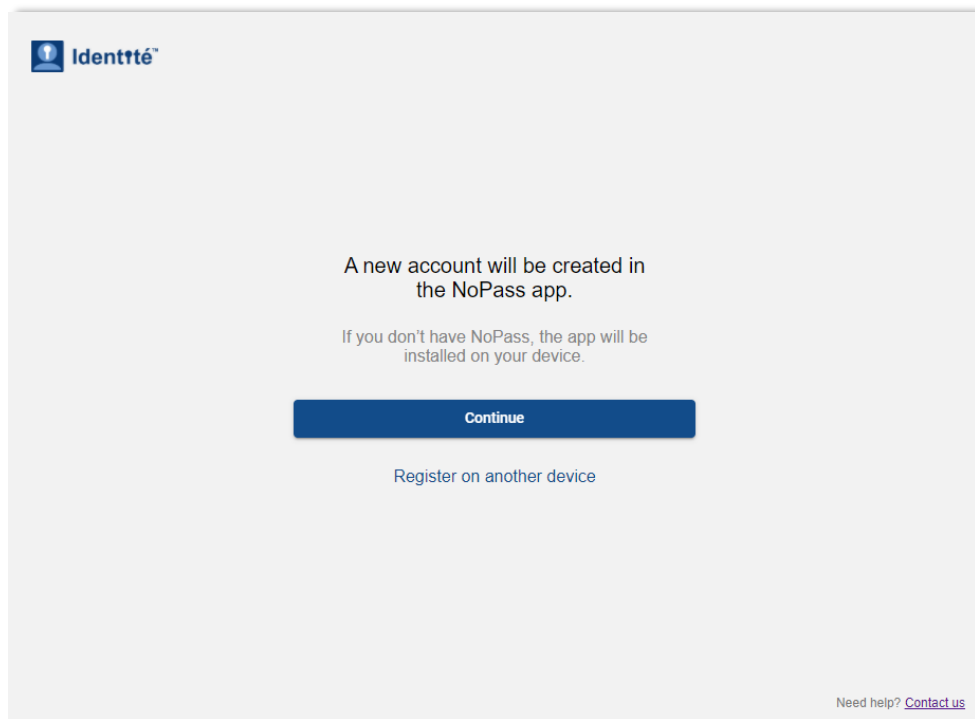 Identité™
A new account will be created in
the NoPass app.
If you don't have NoPass, the app will be
installed on your device.
Continue
Register on another device
Need help? Contact us